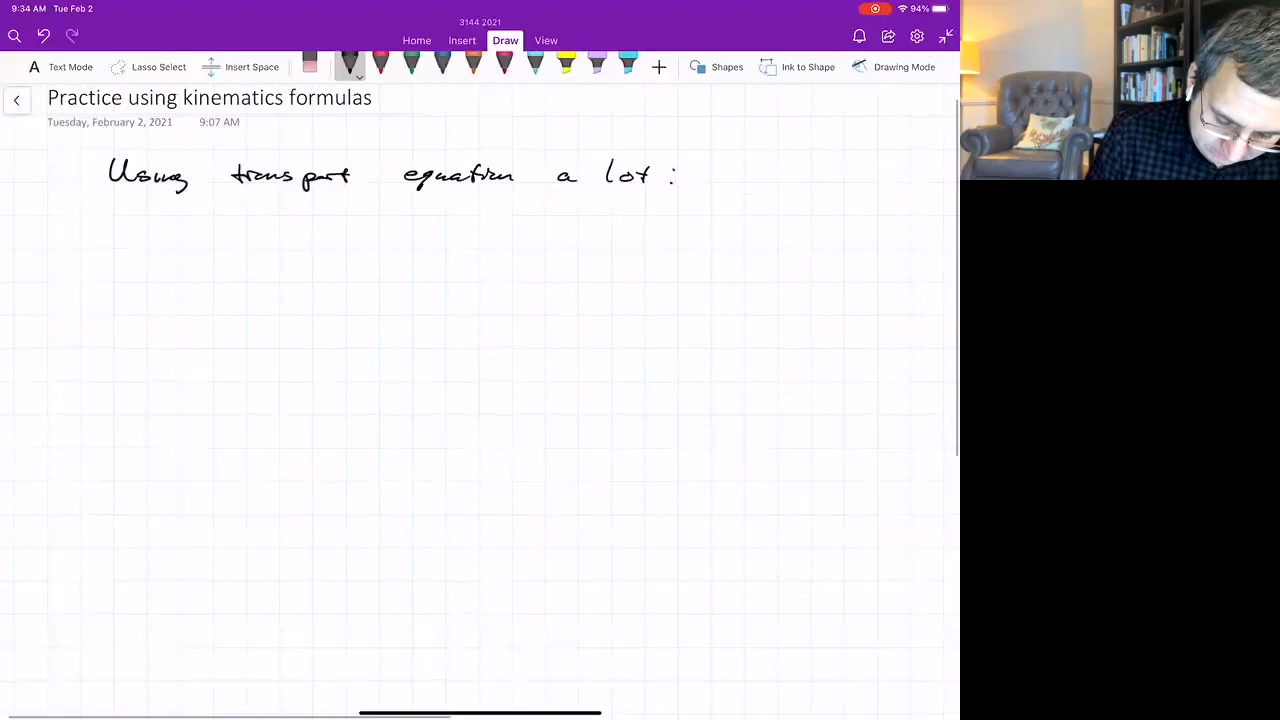 9:34 AM Tue Feb 2
94%
3144 2021
Home Insert Draw View
Text Mode Lasso Select Insert Space Shapes Ink to Shape Drawing Mode
Practice using kinematics formulas
Tuesday, February 2, 2021 9:07 AM
Using transport equation a lot :